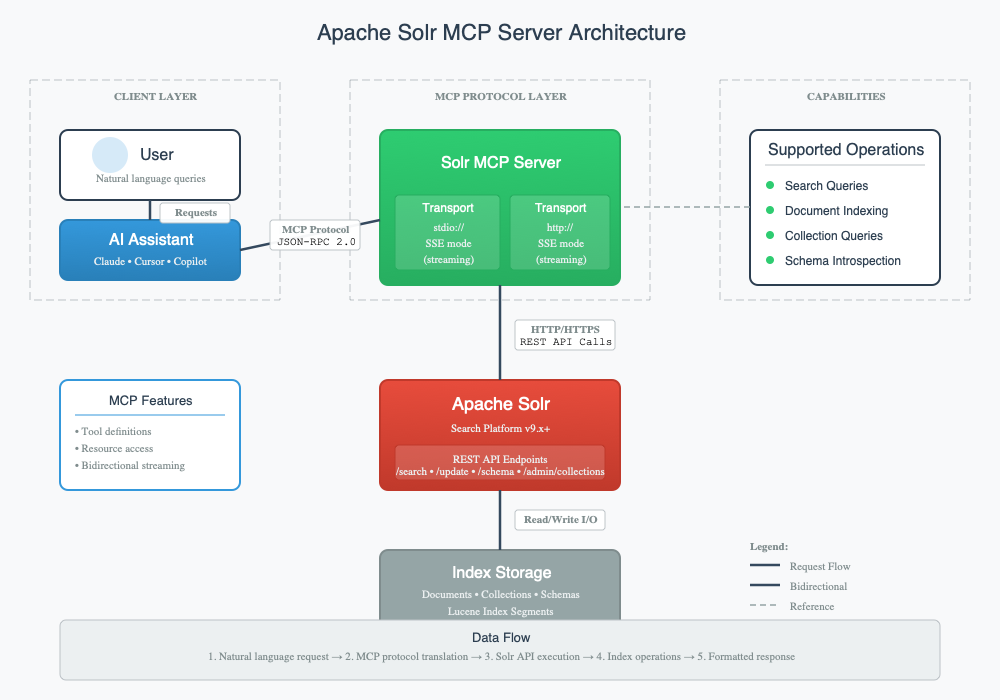 Apache Solr MCP Server Architecture
CLIENT LAYER
User
Natural language queries
Requests
AI Assistant
Claude • Cursor • Copilot
MCP Protocol
JSON-RPC 2.0
MCP PROTOCOL LAYER
Solr MCP Server
Transport
stdio://
SSE mode
(streaming)
Transport
http://
SSE mode
(streaming)
CAPABILITIES
Supported Operations
Search Queries
Document Indexing
Collection Queries
Schema Introspection
HTTP/HTTPS
REST API Calls
MCP Features
• Tool definitions
• Resource access
• Bidirectional streaming
Apache Solr
Search Platform v9.x+
REST API Endpoints
/search • /update • /schema • /admin/collections
Read/Write I/O
Index Storage
Documents • Collections • Schemas
Lucene Index Segments
Legend:
Request Flow
Bidirectional
Reference
Data Flow
1. Natural language request → 2. MCP protocol translation → 3. Solr API execution → 4. Index operations → 5. Formatted response